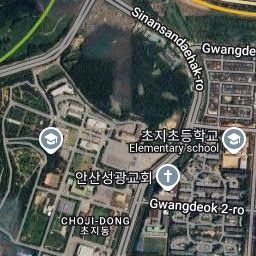 Sinansandaehak-ro
Gwangdeok
초지초등학교
Elementary school
안산성광교회
Gwangdeok 2-ro
CHOJI-DONG
초지동